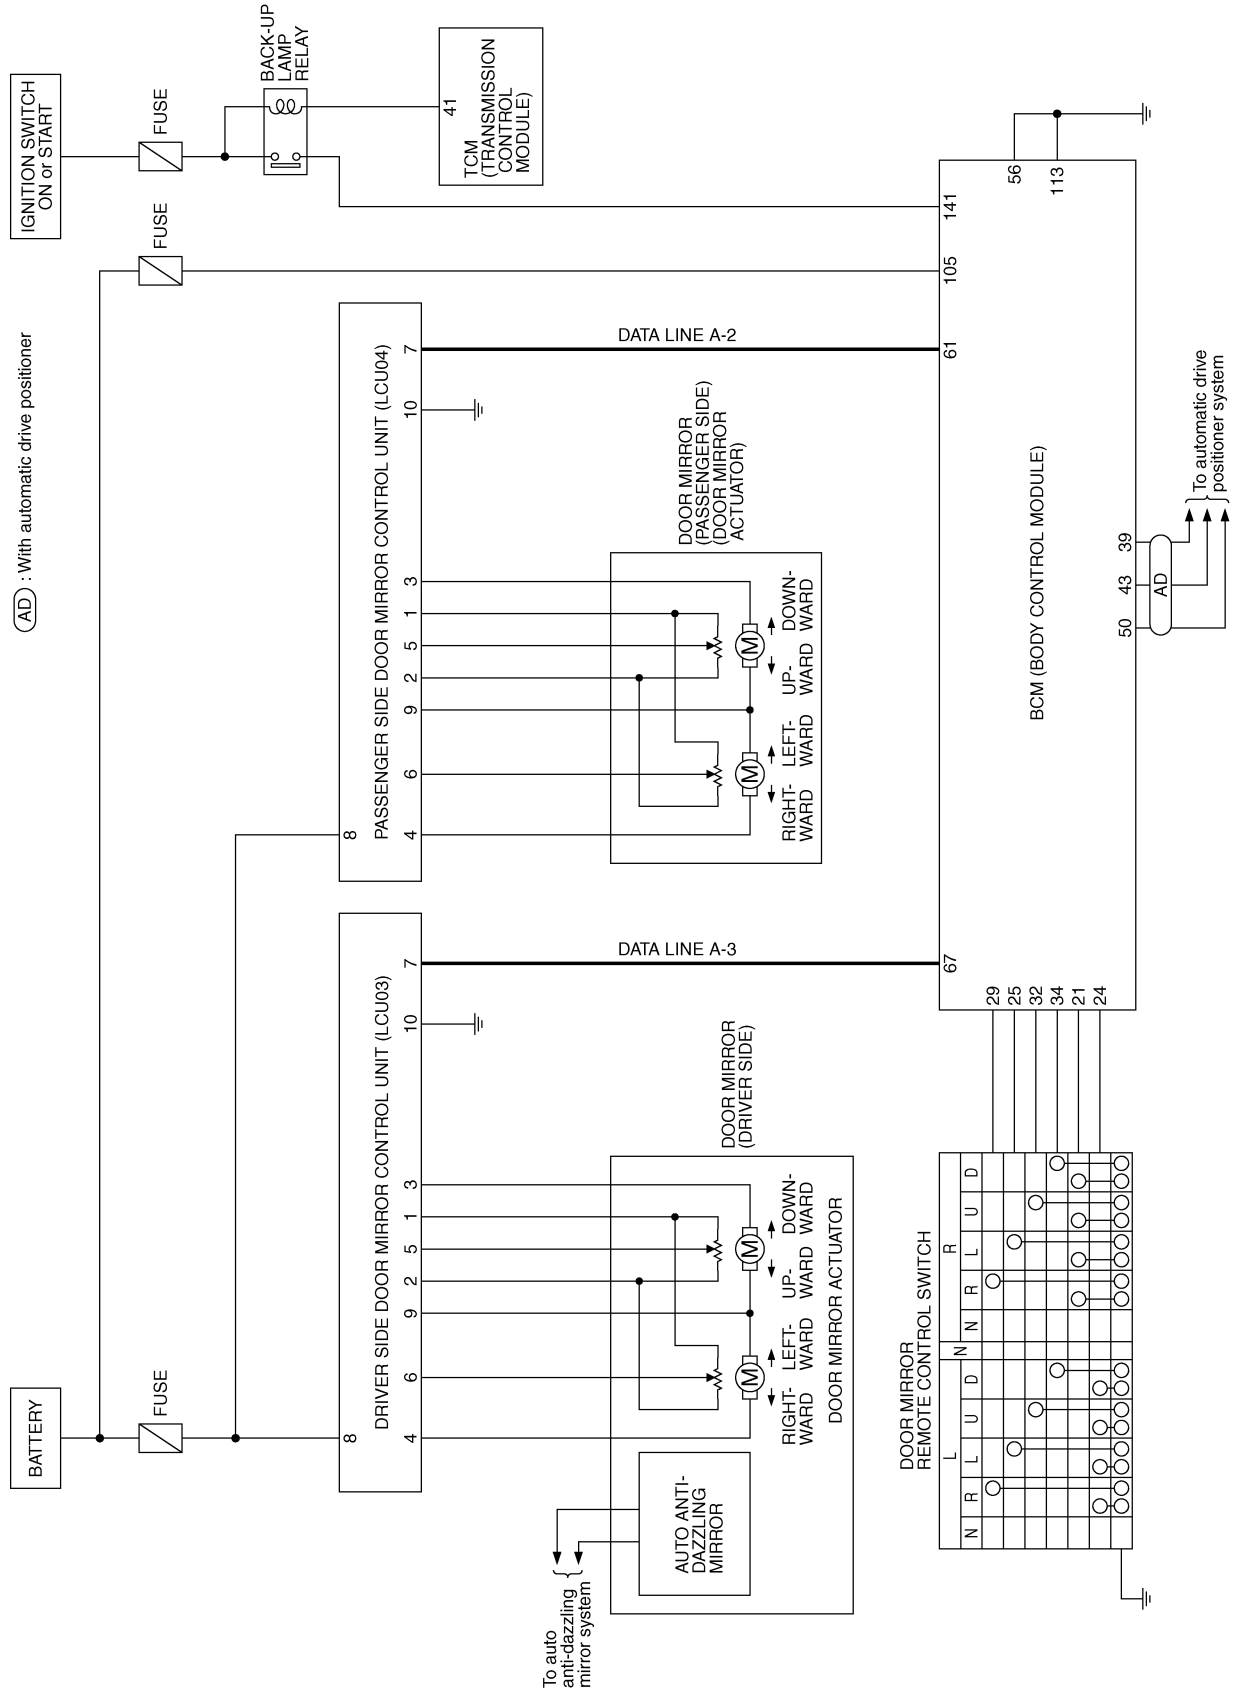 AD : With automatic drive positioner
BATTERY
IGNITION SWITCH
ON or START
FUSE
FUSE
FUSE
BACK-UP
LAMP
RELAY
8
DRIVER SIDE DOOR MIRROR CONTROL UNIT (LCU03)
4
6
9
2
5
1
3
10
7
8
PASSENGER SIDE DOOR MIRROR CONTROL UNIT (LCU04)
4
6
9
2
5
1
3
10
7
41
TCM
(TRANSMISSION
CONTROL
MODULE)
To auto
anti-dazzling
mirror system
AUTO ANTI-
DAZZLING
MIRROR
M
M
RIGHT-
WARD
LEFT-
WARD
UP-
WARD
DOWN-
WARD
DOOR MIRROR ACTUATOR
DOOR MIRROR
(DRIVER SIDE)
DATA LINE A-3
M
M
RIGHT-
WARD
LEFT-
WARD
UP-
WARD
DOWN-
WARD
DOOR MIRROR
(PASSENGER SIDE)
(DOOR MIRROR
ACTUATOR)
DATA LINE A-2
DOOR MIRROR
REMOTE CONTROL SWITCH
L
N
R
N
R
L
U
D
N
R
L
U
D
29
25
32
34
21
24
67
61
105
141
56
113
BCM (BODY CONTROL MODULE)
50
43
39
AD
To automatic drive
positioner system